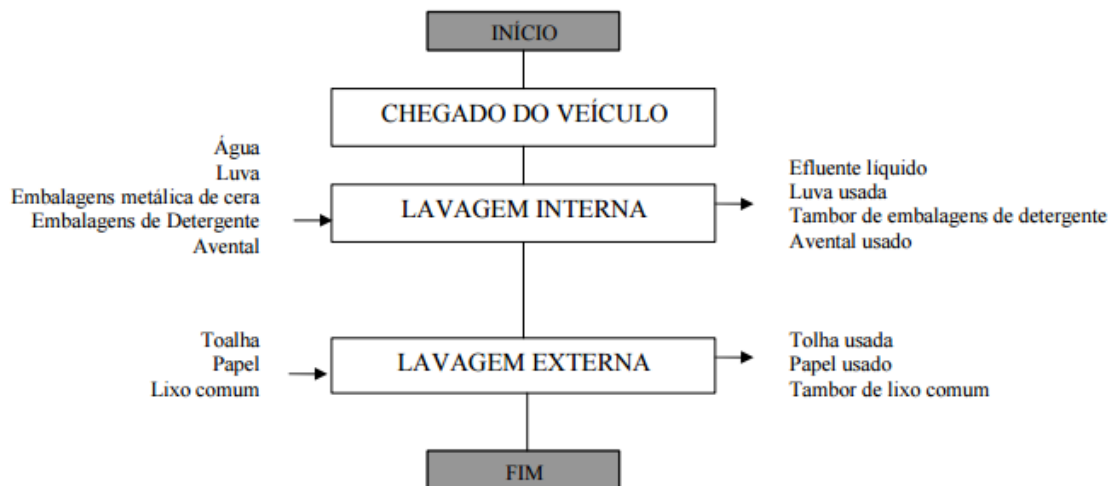 INÍCIO
CHEGADO DO VEÍCULO
Água
Luva
Embalagens metálica de cera
Embalagens de Detergente
Avental
LAVAGEM INTERNA
Efluente líquido
Luva usada
Tambor de embalagens de detergente
Avental usado
Toalha
Papel
Lixo comum
LAVAGEM EXTERNA
Tolha usada
Papel usado
Tambor de lixo comum
FIM